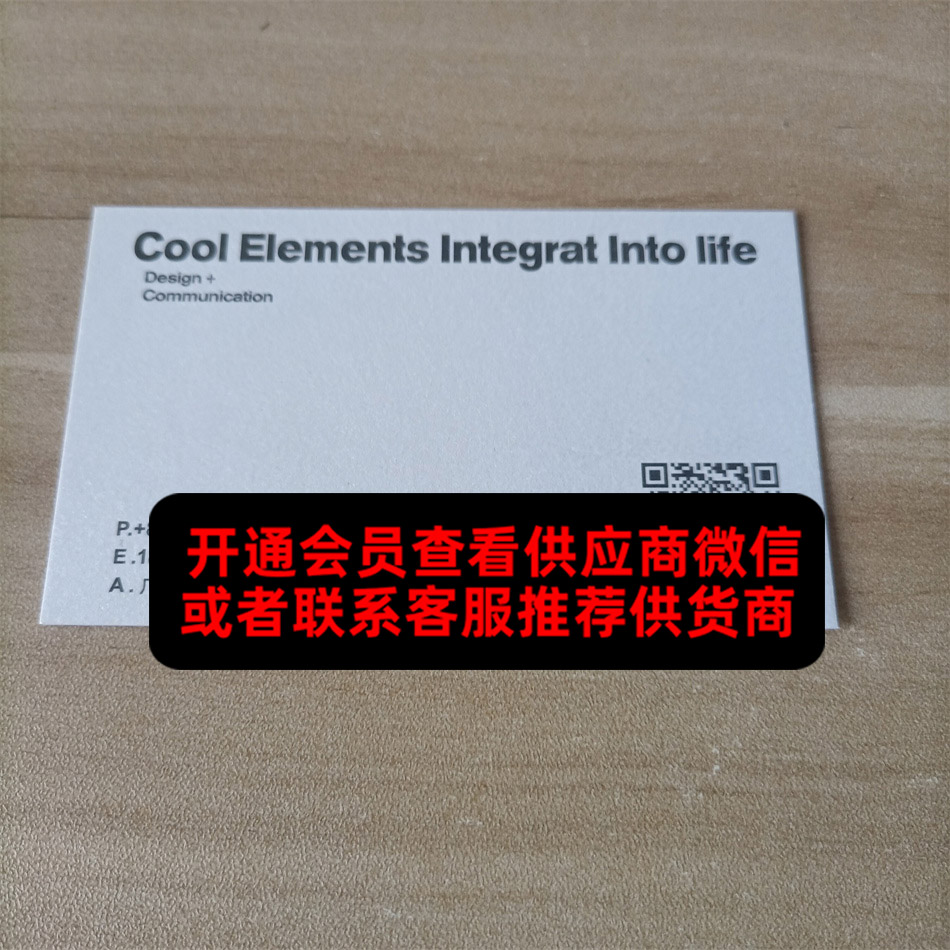 Cool Elements Integrat Into life
Design +
Communication
P.+
E.1
A.
开通会员查看供应商微信
或者联系客服推荐供货商